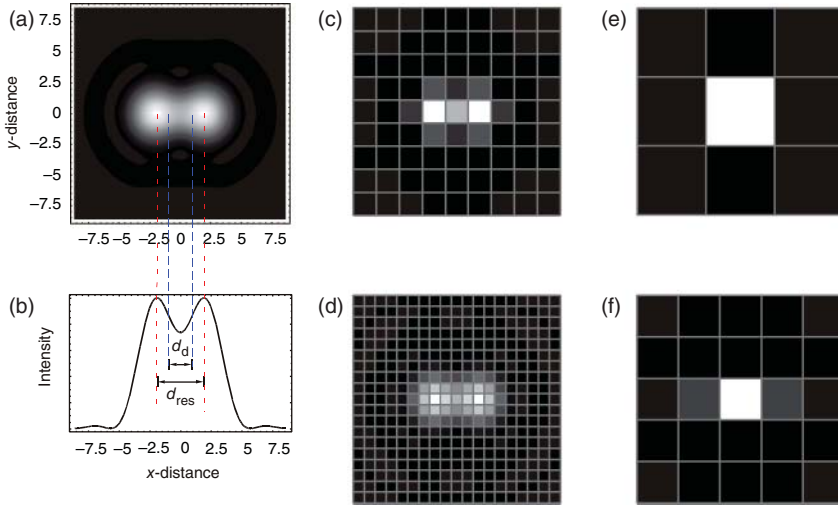 (a)
7.5
5
2.5
0
–2.5
–5
–7.5
y-distance
–7.5 –5 –2.5 0 2.5 5 7.5
(b)
Intensity
d_d
d_res
–7.5 –5 –2.5 0 2.5 5 7.5
x-distance
(c)
(d)
(e)
(f)